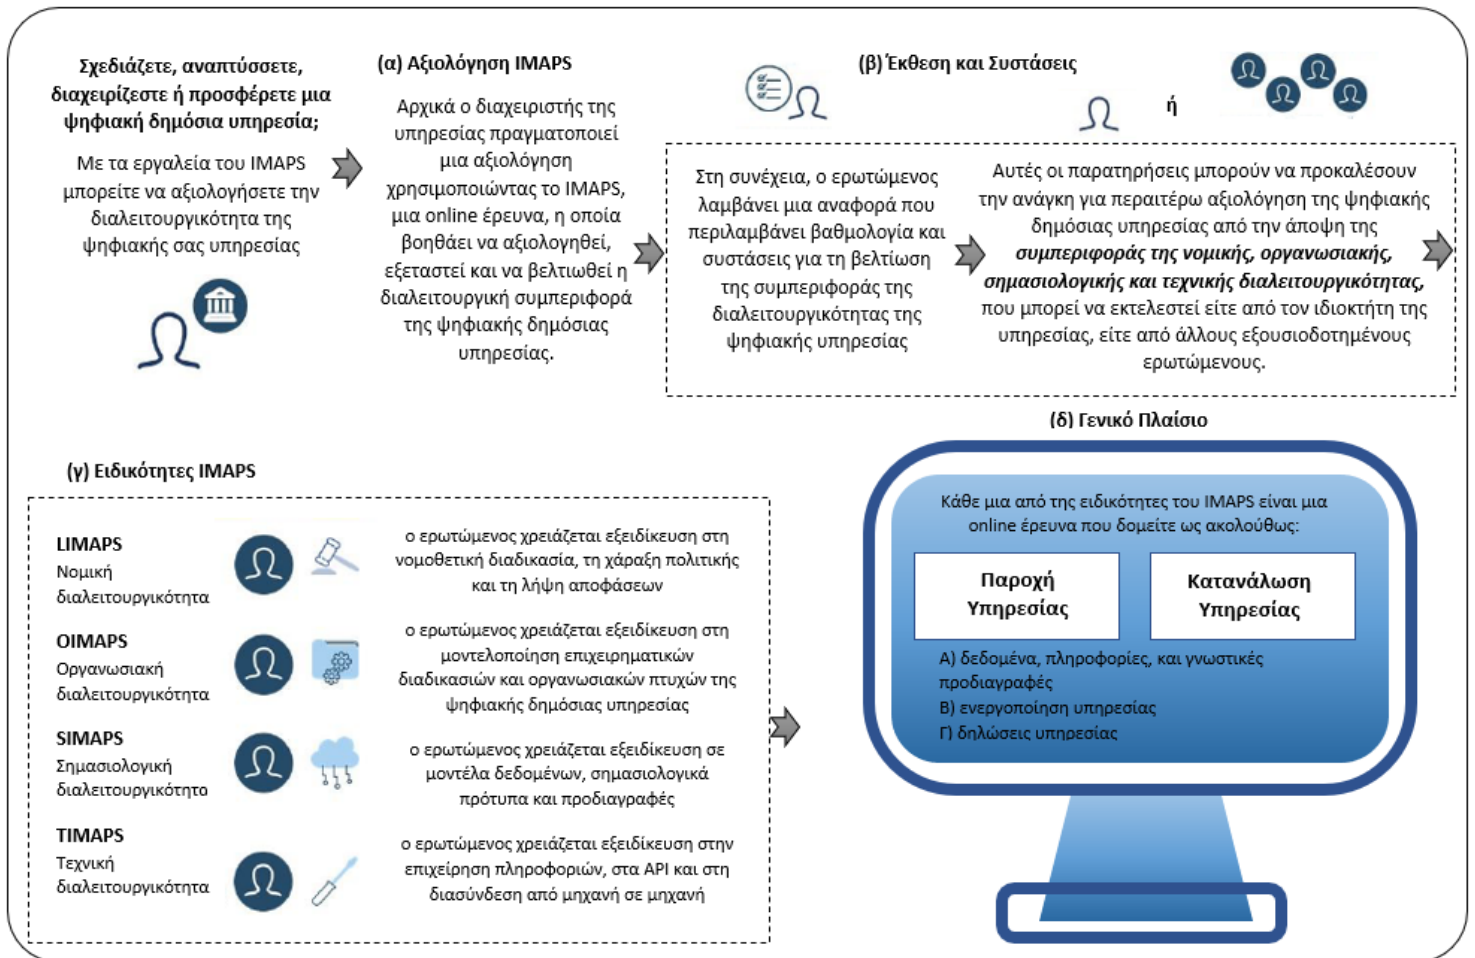 Σχεδιάζετε, αναπτύσσετε,
διαχειρίζεστε ή προσφέρετε μια
ψηφιακή δημόσια υπηρεσία;
Με τα εργαλεία του IMAPS
μπορείτε να αξιολογήσετε την
διαλειτουργικότητα της
ψηφιακής σας υπηρεσίας
(α) Αξιολόγηση IMAPS
Αρχικά ο διαχειριστής της
υπηρεσίας πραγματοποιεί
μια αξιολόγηση
χρησιμοποιώντας το IMAPS,
μια online έρευνα, η οποία
βοηθάει να αξιολογηθεί,
εξεταστεί και να βελτιωθεί η
διαλειτουργική συμπεριφορά
της ψηφιακής δημόσιας
υπηρεσίας.
(β) Έκθεση και Συστάσεις
ή
Στη συνέχεια, ο ερωτώμενος
λαμβάνει μια αναφορά που
περιλαμβάνει βαθμολογία και
συστάσεις για τη βελτίωση
της συμπεριφοράς της
διαλειτουργικότητας της
ψηφιακής υπηρεσίας
Αυτές οι παρατηρήσεις μπορούν να προκαλέσουν
την ανάγκη για περαιτέρω αξιολόγηση της ψηφιακής
δημόσιας υπηρεσίας από την άποψη της
συμπεριφοράς της νομικής, οργανωσιακής,
σημασιολογικής και τεχνικής διαλειτουργικότητας,
που μπορεί να εκτελεστεί είτε από τον ιδιοκτήτη της
υπηρεσίας, είτε από άλλους εξουσιοδοτημένους
ερωτώμενους.
(γ) Ειδικότητες IMAPS
LIMAPS
Νομική
διαλειτουργικότητα
ο ερωτώμενος χρειάζεται εξειδίκευση στη
νομοθετική διαδικασία, τη χάραξη πολιτικής
και τη λήψη αποφάσεων
OIMAPS
Οργανωσιακή
διαλειτουργικότητα
ο ερωτώμενος χρειάζεται εξειδίκευση στη
μοντελοποίηση επιχειρηματικών
διαδικασιών και οργανωσιακών πτυχών της
ψηφιακής δημόσιας υπηρεσίας
SIMAPS
Σημασιολογική
διαλειτουργικότητα
ο ερωτώμενος χρειάζεται εξειδίκευση σε
μοντέλα δεδομένων, σημασιολογικά
πρότυπα και προδιαγραφές
TIMAPS
Τεχνική
διαλειτουργικότητα
ο ερωτώμενος χρειάζεται εξειδίκευση στην
επιχείρηση πληροφοριών, στα API και στη
διασύνδεση από μηχανή σε μηχανή
(δ) Γενικό Πλαίσιο
Κάθε μια από της ειδικότητες του IMAPS είναι μια
online έρευνα που δομείτε ως ακολούθως:
Παροχή
Υπηρεσίας
Κατανάλωση
Υπηρεσίας
Α) δεδομένα, πληροφορίες, και γνωστικές
προδιαγραφές
Β) ενεργοποίηση υπηρεσίας
Γ) δηλώσεις υπηρεσίας